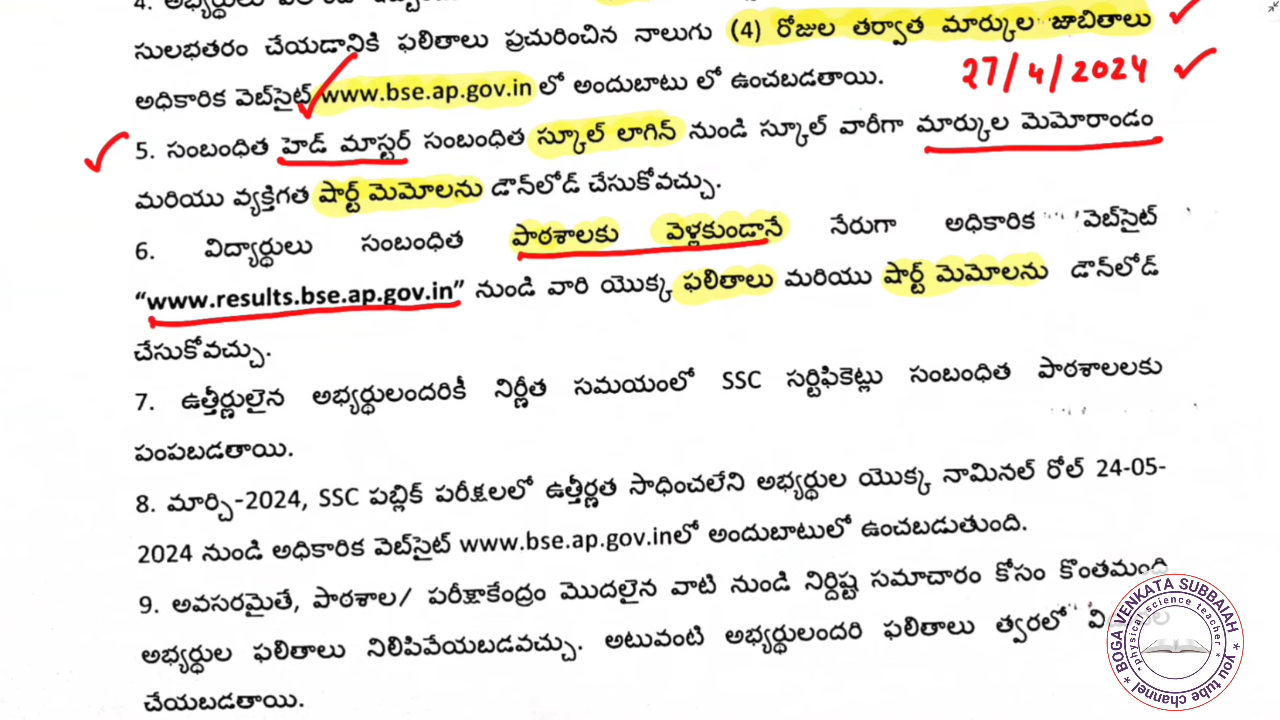 4. అభ్యర్థులు
సులభతరం చేయడానికి ఫలితాలు ప్రచురించిన నాలుగు (4) రోజుల తర్వాత మార్కుల జాబితాలు
అధికారిక వెబ్‌సైట్ www.bse.ap.gov.in లో అందుబాటు లో ఉంచబడతాయి.
27/4/2024
5. సంబంధిత హెడ్ మాస్టర్ సంబంధిత స్కూల్ లాగిన్ నుండి స్కూల్ వారీగా మార్కుల మెమోరాండం
మరియు వ్యక్తిగత షార్ట్ మెమోలను డౌన్‌లోడ్ చేసుకోవచ్చు.
6. విద్యార్థులు సంబంధిత పాఠశాలకు వెళ్లకుండానే నేరుగా అధికారిక వెబ్‌సైట్
“www.results.bse.ap.gov.in” నుండి వారి యొక్క ఫలితాలు మరియు షార్ట్ మెమోలను డౌన్‌లోడ్
చేసుకోవచ్చు.
7. ఉత్తీర్ణులైన అభ్యర్థులందరికీ నిర్ణీత సమయంలో SSC సర్టిఫికెట్లు సంబంధిత పాఠశాలలకు
పంపబడతాయి.
8. మార్చి-2024, SSC పబ్లిక్ పరీక్షలలో ఉత్తీర్ణత సాధించలేని అభ్యర్థుల యొక్క నామినల్ రోల్ 24-05-
2024 నుండి అధికారిక వెబ్‌సైట్ www.bse.ap.gov.inలో అందుబాటులో ఉంచబడుతుంది.
9. అవసరమైతే, పాఠశాల/ పరీక్షాకేంద్రం మొదలైన వాటి నుండి నిర్దిష్ట సమాచారం కోసం కొంతమంది
అభ్యర్థుల ఫలితాలు నిలిపివేయబడవచ్చు. అటువంటి అభ్యర్థులందరి ఫలితాలు త్వరలో
చేయబడతాయి.
* BOGA VENKATA SUBBAIAH * you tube channel
*physical science teacher*